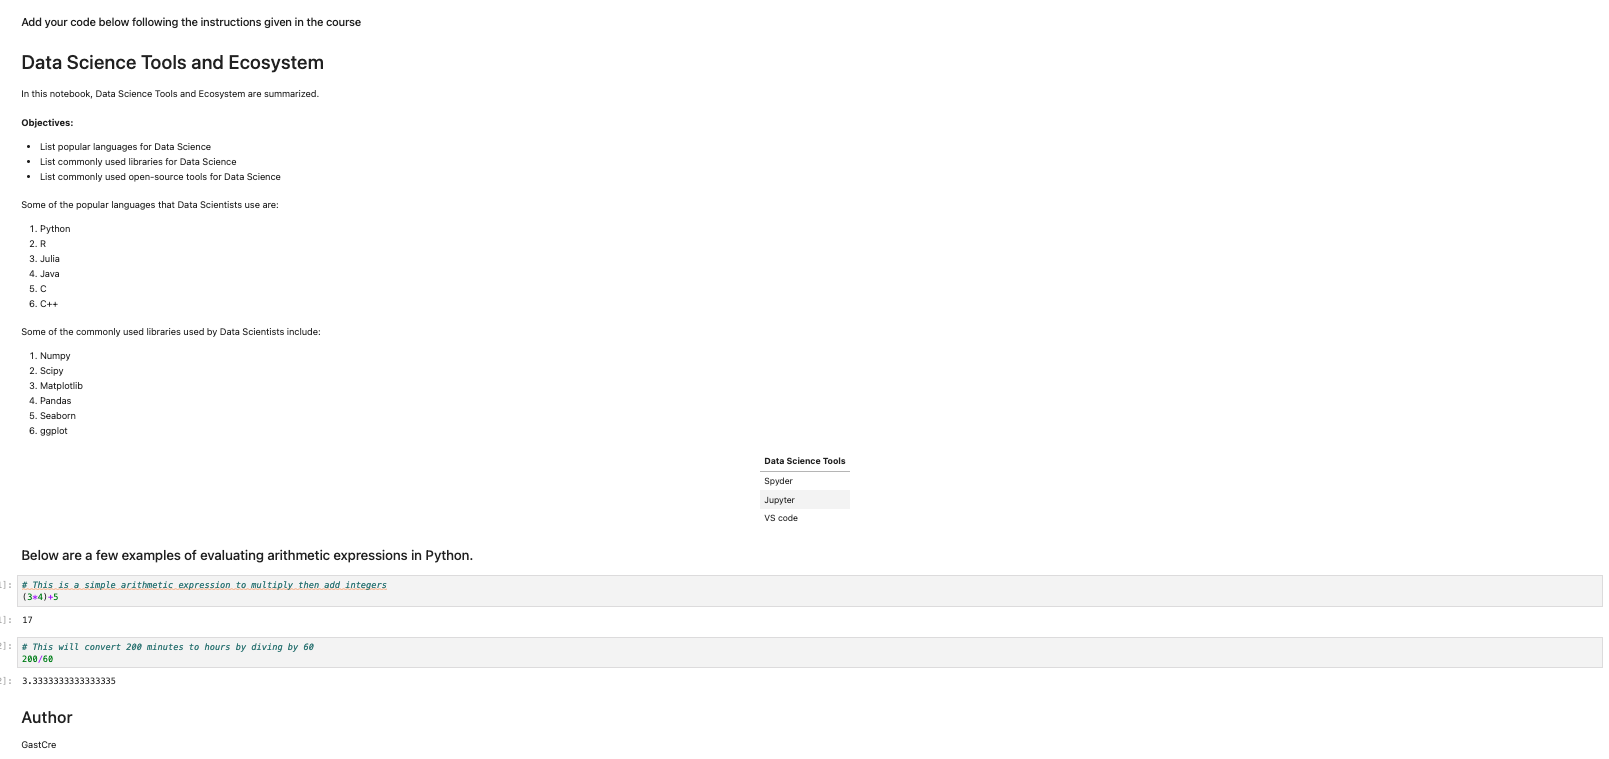 Add your code below following the instructions given in the course
Data Science Tools and Ecosystem
In this notebook, Data Science Tools and Ecosystem are summarized.
Objectives:
• List popular languages for Data Science
• List commonly used libraries for Data Science
• List commonly used open-source tools for Data Science
Some of the popular languages that Data Scientists use are:
1. Python
2. R
3. Julia
4. Java
5. C
6. C++
Some of the commonly used libraries used by Data Scientists include:
1. Numpy
2. Scipy
3. Matplotlib
4. Pandas
5. Seaborn
6. ggplot
Data Science Tools
Spyder
Jupyter
VS code
Below are a few examples of evaluating arithmetic expressions in Python.
]: # This is a simple arithmetic expression to multiply then add integers
(3*4)+5
]: 17
]: # This will convert 200 minutes to hours by diving by 60
200/60
]: 3.3333333333333335
Author
GastCre